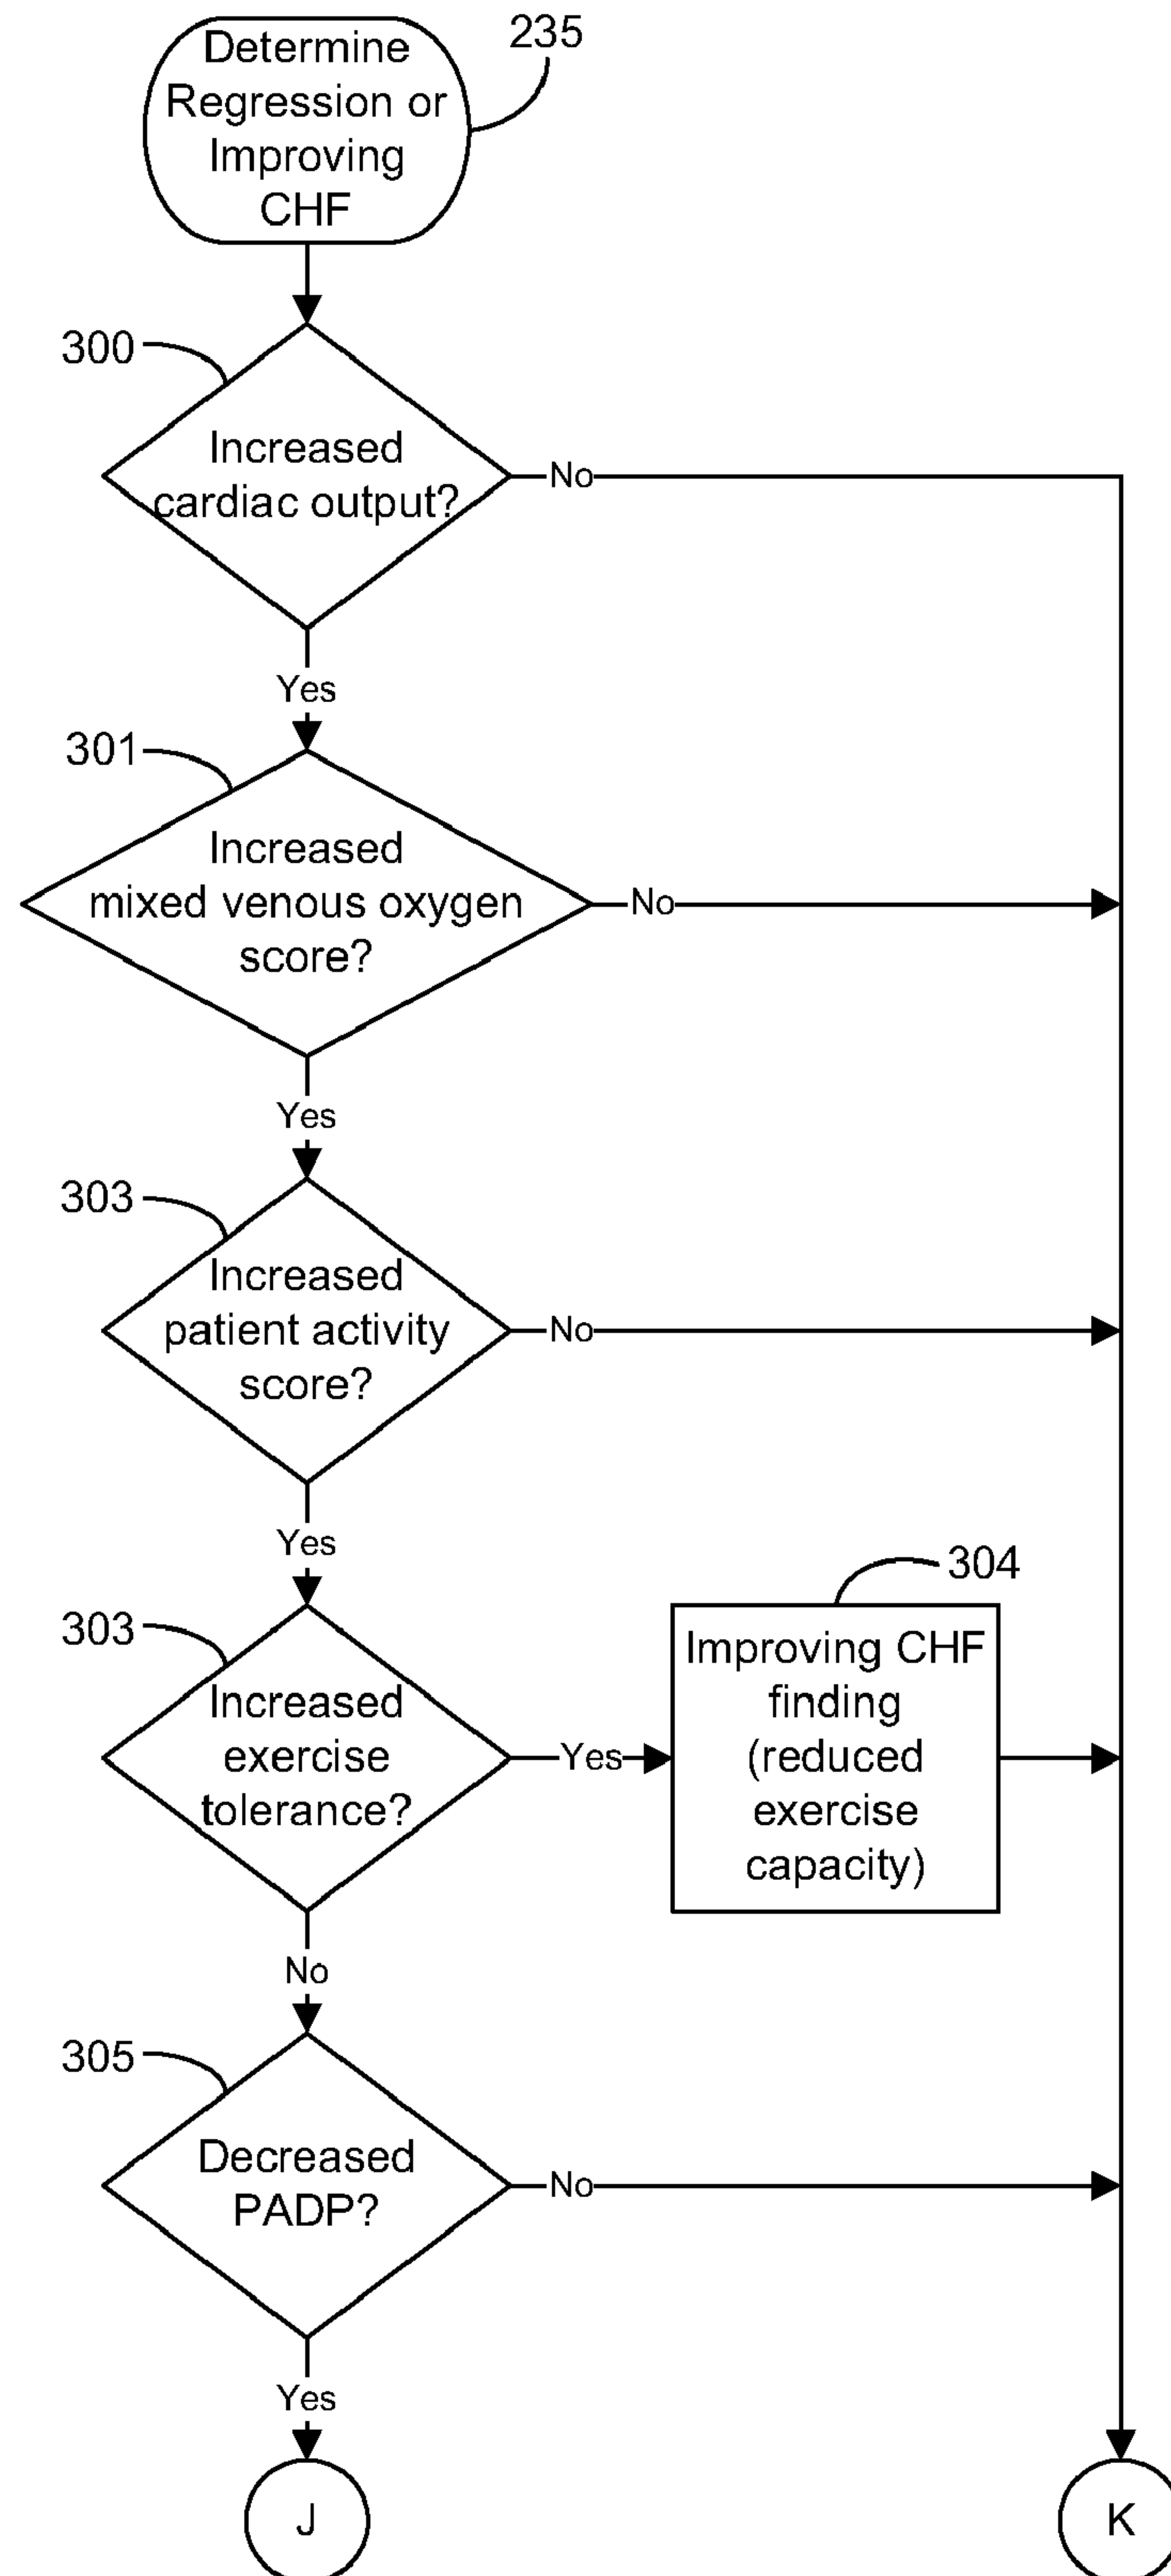 235
Determine
Regression or
Improving
CHF
300
Increased
cardiac output?
No
Yes
301
Increased
mixed venous oxygen
score?
No
Yes
303
Increased
patient activity
score?
No
Yes
303
Increased
exercise
tolerance?
Yes
304
Improving CHF
finding
(reduced
exercise
capacity)
No
305
Decreased
PADP?
No
Yes
J
K